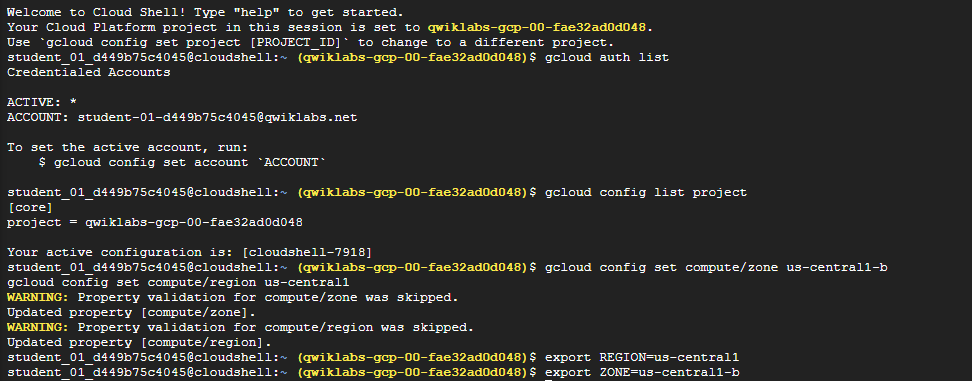 Welcome to Cloud Shell! Type "help" to get started.
Your Cloud Platform project in this session is set to qwiklabs-gcp-00-fae32ad0d048.
Use `gcloud config set project [PROJECT_ID]` to change to a different project.
student_01_d449b75c4045@cloudshell:~ (qwiklabs-gcp-00-fae32ad0d048)$ gcloud auth list
Credentialed Accounts
ACTIVE: *
ACCOUNT: student-01-d449b75c4045@qwiklabs.net
To set the active account, run:
    $ gcloud config set account `ACCOUNT`
student_01_d449b75c4045@cloudshell:~ (qwiklabs-gcp-00-fae32ad0d048)$ gcloud config list project
[core]
project = qwiklabs-gcp-00-fae32ad0d048
Your active configuration is: [cloudshell-7918]
student_01_d449b75c4045@cloudshell:~ (qwiklabs-gcp-00-fae32ad0d048)$ gcloud config set compute/zone us-central1-b
gcloud config set compute/region us-central1
WARNING: Property validation for compute/zone was skipped.
Updated property [compute/zone].
WARNING: Property validation for compute/region was skipped.
Updated property [compute/region].
student_01_d449b75c4045@cloudshell:~ (qwiklabs-gcp-00-fae32ad0d048)$ export REGION=us-central1
student_01_d449b75c4045@cloudshell:~ (qwiklabs-gcp-00-fae32ad0d048)$ export ZONE=us-central1-b